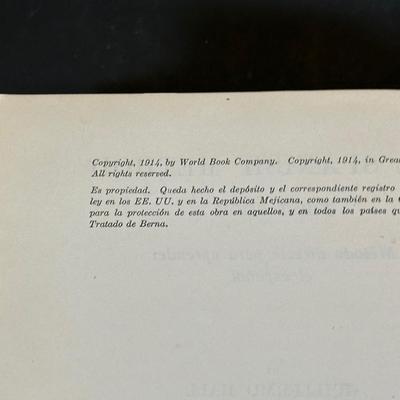 Copyright, 1914, by World Book Company. Copyright, 1914, in Grea
All rights reserved.
Es propiedad. Queda hecho el depósito y el correspondiente registro
ley en los EE. UU. y en la República Mejicana, como también en la
para la protección de esta obra en aquellos, y en todos los países qu
Tratado de Berna.